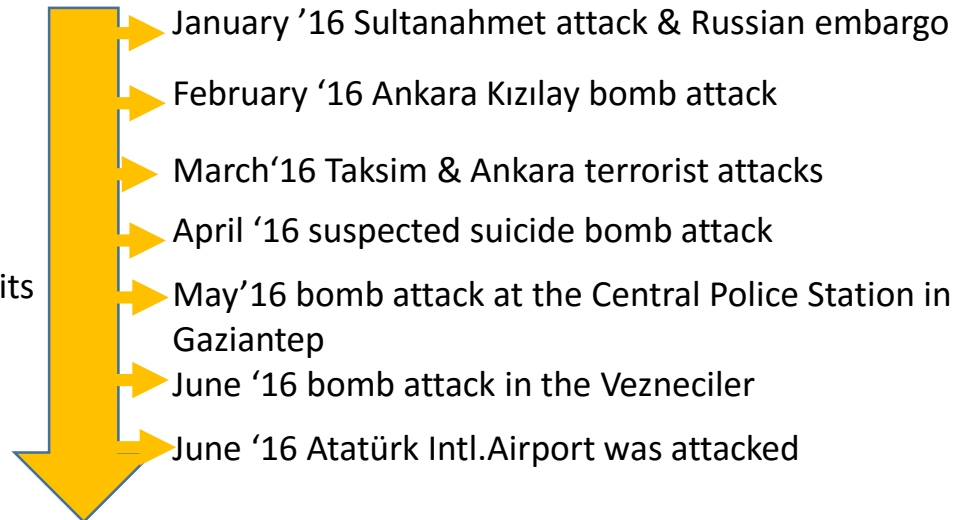 January ’16 Sultanahmet attack & Russian embargo
February ‘16 Ankara Kızılay bomb attack
March‘16 Taksim & Ankara terrorist attacks
April ‘16 suspected suicide bomb attack
its
May’16 bomb attack at the Central Police Station in
Gaziantep
June ‘16 bomb attack in the Vezneciler
June ‘16 Atatürk Intl.Airport was attacked